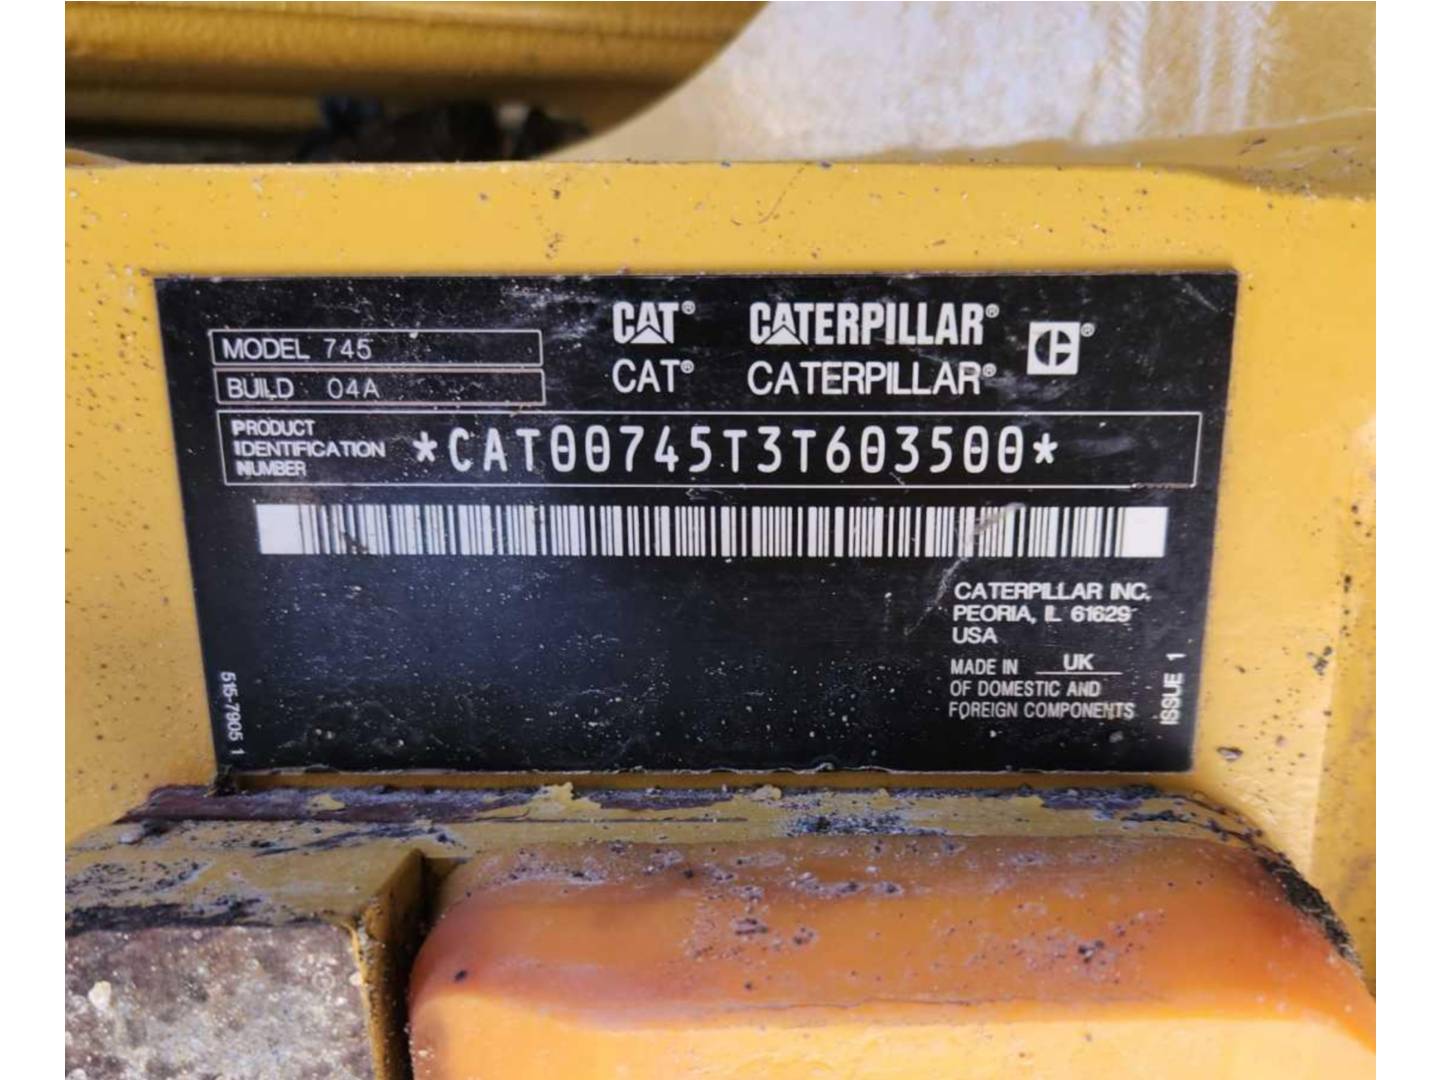 CAT® CATERPILLAR® C®
CAT® CATERPILLAR®
MODEL 745
BUILD 04A
PRODUCT
IDENTIFICATION
NUMBER
*CAT00745T3T603500*
CATERPILLAR INC.
PEORIA, IL 61629
USA
MADE IN UK
OF DOMESTIC AND
FOREIGN COMPONENTS
ISSUE 1
515-7905 1